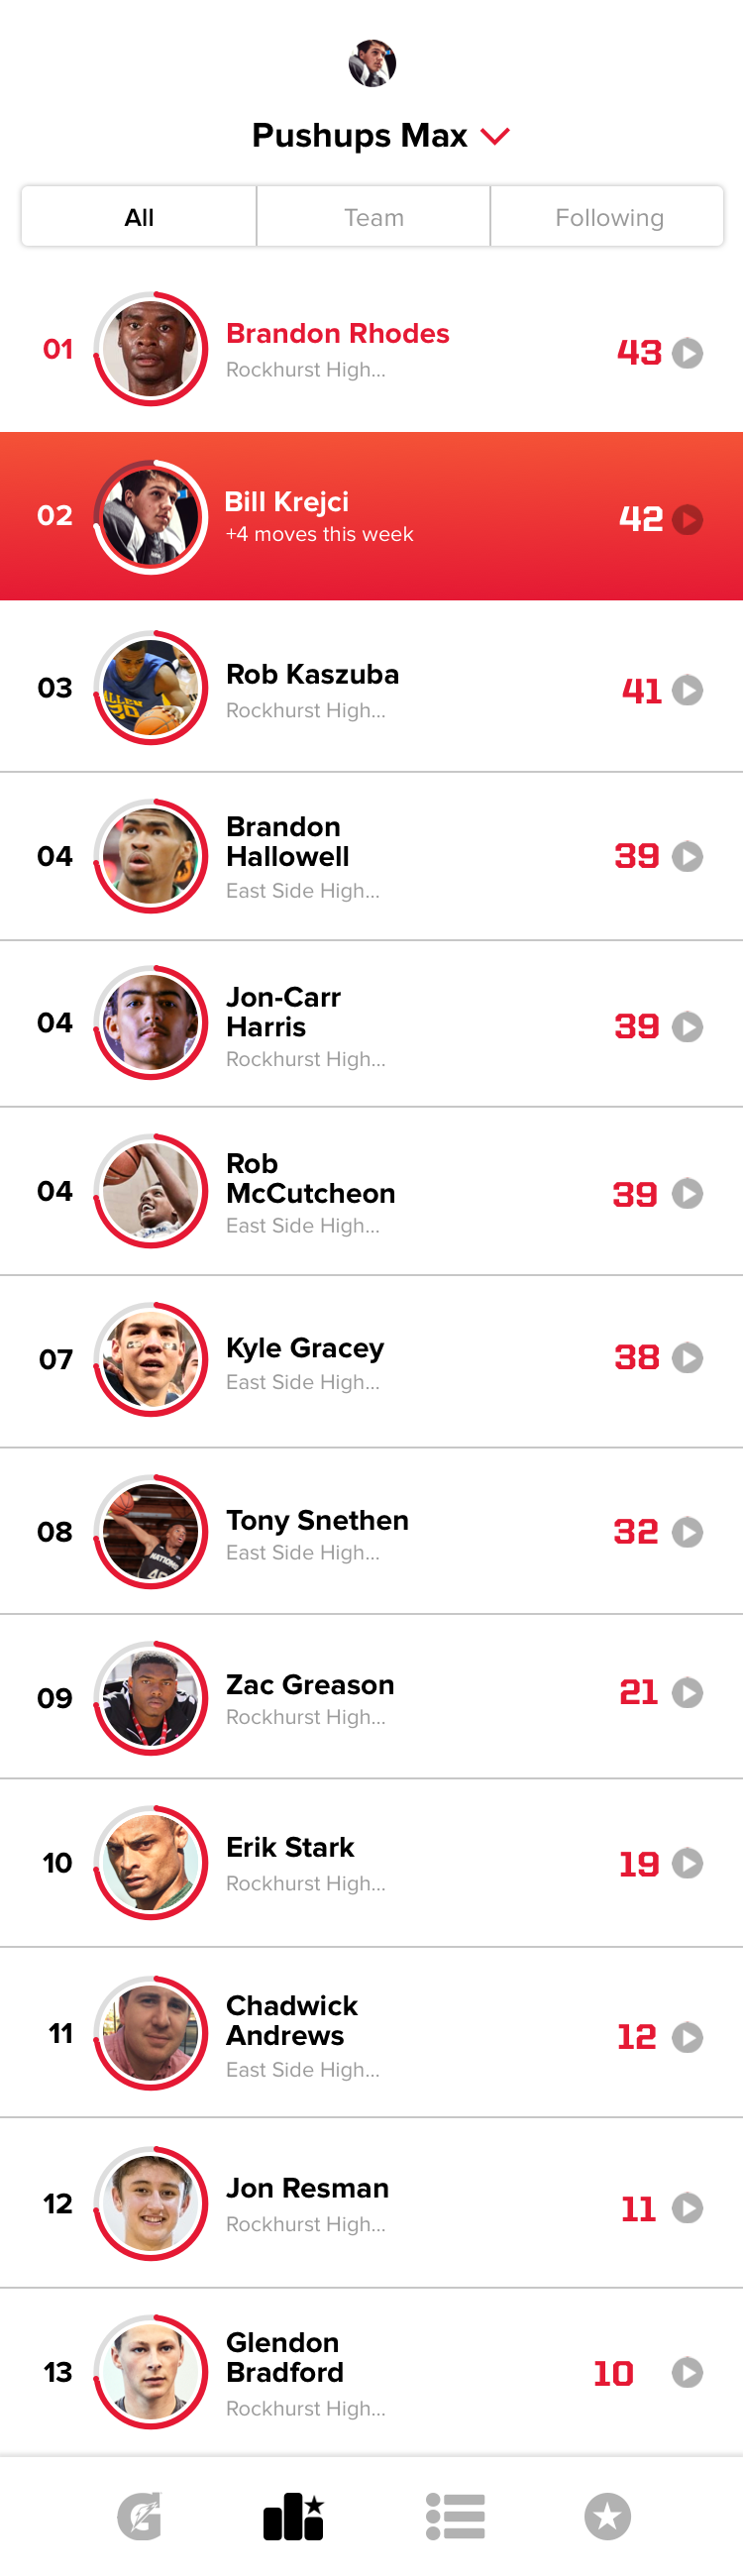 Pushups Max
All
Team
Following
01
Brandon Rhodes
Rockhurst High...
43
02
Bill Krejci
+4 moves this week
42
03
Rob Kaszuba
Rockhurst High...
41
04
Brandon
Hallowell
East Side High...
39
04
Jon-Carr
Harris
Rockhurst High...
39
04
Rob
McCutcheon
East Side High...
39
07
Kyle Gracey
East Side High...
38
08
Tony Snethen
East Side High...
32
09
Zac Greason
Rockhurst High...
21
10
Erik Stark
Rockhurst High...
19
11
Chadwick
Andrews
East Side High...
12
12
Jon Resman
Rockhurst High...
11
13
Glendon
Bradford
Rockhurst High...
10
G